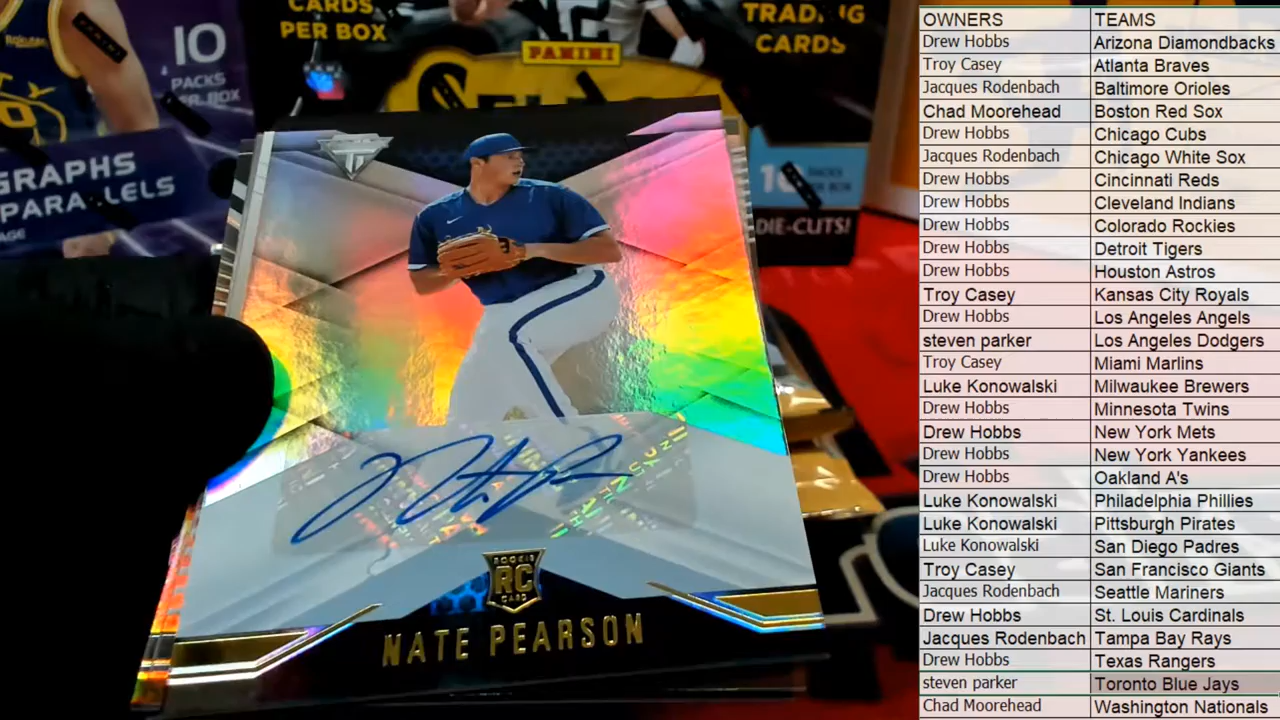 CARDS
PER BOX
TRADING
CARDS
PANINI
10
PACKS
PER BOX
Rakuten
GRAPHS
PARALLELS
DIE-CUTS!
ROOKIE
RC
CARD
NATE PEARSON
OWNERS TEAMS
Drew Hobbs Arizona Diamondbacks
Troy Casey Atlanta Braves
Jacques Rodenbach Baltimore Orioles
Chad Moorehead Boston Red Sox
Drew Hobbs Chicago Cubs
Jacques Rodenbach Chicago White Sox
Drew Hobbs Cincinnati Reds
Drew Hobbs Cleveland Indians
Drew Hobbs Colorado Rockies
Drew Hobbs Detroit Tigers
Drew Hobbs Houston Astros
Troy Casey Kansas City Royals
Drew Hobbs Los Angeles Angels
steven parker Los Angeles Dodgers
Troy Casey Miami Marlins
Luke Konowalski Milwaukee Brewers
Drew Hobbs Minnesota Twins
Drew Hobbs New York Mets
Drew Hobbs New York Yankees
Drew Hobbs Oakland A's
Luke Konowalski Philadelphia Phillies
Luke Konowalski Pittsburgh Pirates
Luke Konowalski San Diego Padres
Troy Casey San Francisco Giants
Jacques Rodenbach Seattle Mariners
Drew Hobbs St. Louis Cardinals
Jacques Rodenbach Tampa Bay Rays
Drew Hobbs Texas Rangers
steven parker Toronto Blue Jays
Chad Moorehead Washington Nationals